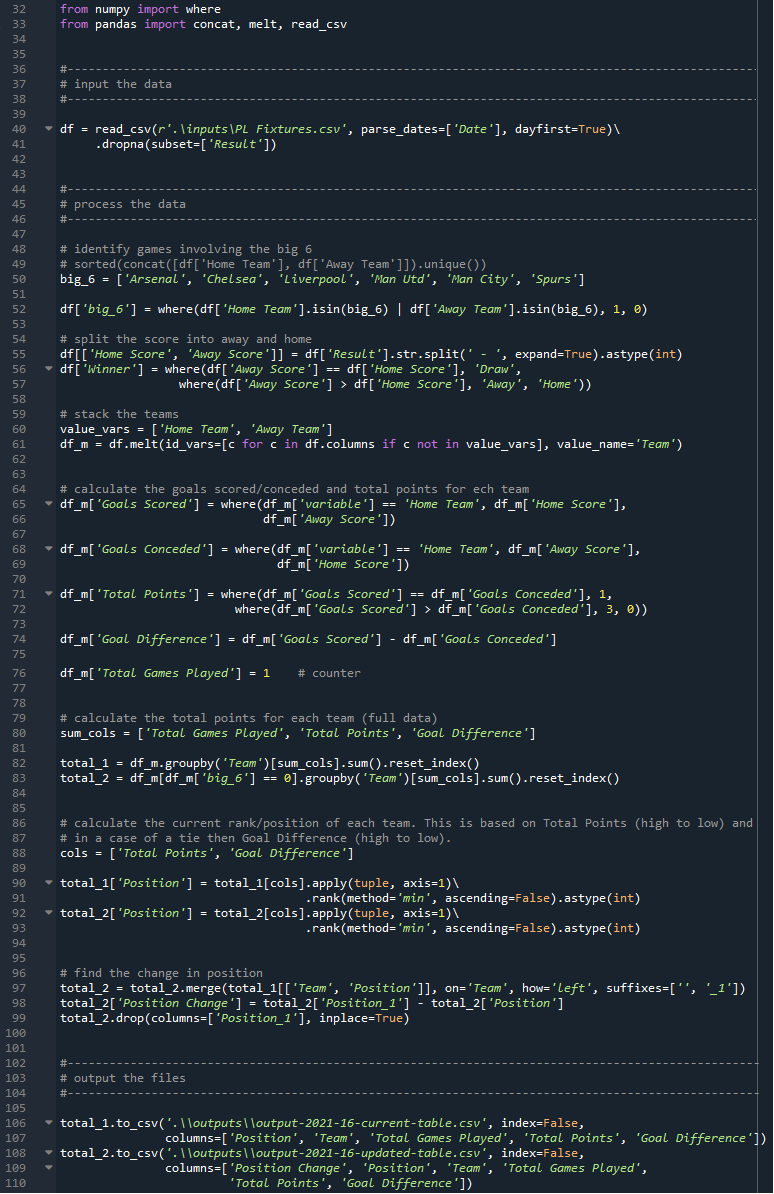 32 from numpy import where
33 from pandas import concat, melt, read_csv
34
35
36 #---------------------------------------------------------------------------------------------------
37 # input the data
38 #---------------------------------------------------------------------------------------------------
39
40 df = read_csv(r'.\inputs\PL Fixtures.csv', parse_dates=['Date'], dayfirst=True)\
41      .dropna(subset=['Result'])
42
43
44 #---------------------------------------------------------------------------------------------------
45 # process the data
46 #---------------------------------------------------------------------------------------------------
47
48 # identify games involving the big 6
49 # sorted(concat([df['Home Team'], df['Away Team']]).unique())
50 big_6 = ['Arsenal', 'Chelsea', 'Liverpool', 'Man Utd', 'Man City', 'Spurs']
51
52 df['big_6'] = where(df['Home Team'].isin(big_6) | df['Away Team'].isin(big_6), 1, 0)
53
54 # split the score into away and home
55 df[['Home Score', 'Away Score']] = df['Result'].str.split(' - ', expand=True).astype(int)
56 df['Winner'] = where(df['Away Score'] == df['Home Score'], 'Draw',
57                  where(df['Away Score'] > df['Home Score'], 'Away', 'Home'))
58
59 # stack the teams
60 value_vars = ['Home Team', 'Away Team']
61 df_m = df.melt(id_vars=[c for c in df.columns if c not in value_vars], value_name='Team')
62
63
64 # calculate the goals scored/conceded and total points for ech team
65 df_m['Goals Scored'] = where(df_m['variable'] == 'Home Team', df_m['Home Score'],
66                              df_m['Away Score'])
67
68 df_m['Goals Conceded'] = where(df_m['variable'] == 'Home Team', df_m['Away Score'],
69                                df_m['Home Score'])
70
71 df_m['Total Points'] = where(df_m['Goals Scored'] == df_m['Goals Conceded'], 1,
72                          where(df_m['Goals Scored'] > df_m['Goals Conceded'], 3, 0))
73
74 df_m['Goal Difference'] = df_m['Goals Scored'] - df_m['Goals Conceded']
75
76 df_m['Total Games Played'] = 1    # counter
77
78
79 # calculate the total points for each team (full data)
80 sum_cols = ['Total Games Played', 'Total Points', 'Goal Difference']
81
82 total_1 = df_m.groupby('Team')[sum_cols].sum().reset_index()
83 total_2 = df_m[df_m['big_6'] == 0].groupby('Team')[sum_cols].sum().reset_index()
84
85
86 # calculate the current rank/position of each team. This is based on Total Points (high to low) and
87 # in a case of a tie then Goal Difference (high to low).
88 cols = ['Total Points', 'Goal Difference']
89
90 total_1['Position'] = total_1[cols].apply(tuple, axis=1)\
91                                    .rank(method='min', ascending=False).astype(int)
92 total_2['Position'] = total_2[cols].apply(tuple, axis=1)\
93                                    .rank(method='min', ascending=False).astype(int)
94
95
96 # find the change in position
97 total_2 = total_2.merge(total_1[['Team', 'Position']], on='Team', how='left', suffixes=['', '_1'])
98 total_2['Position Change'] = total_2['Position_1'] - total_2['Position']
99 total_2.drop(columns=['Position_1'], inplace=True)
100
101
102 #---------------------------------------------------------------------------------------------------
103 # output the files
104 #---------------------------------------------------------------------------------------------------
105
106 total_1.to_csv('.\\outputs\\output-2021-16-current-table.csv', index=False,
107                columns=['Position', 'Team', 'Total Games Played', 'Total Points', 'Goal Difference'])
108 total_2.to_csv('.\\outputs\\output-2021-16-updated-table.csv', index=False,
109                columns=['Position Change', 'Position', 'Team', 'Total Games Played',
110                         'Total Points', 'Goal Difference'])